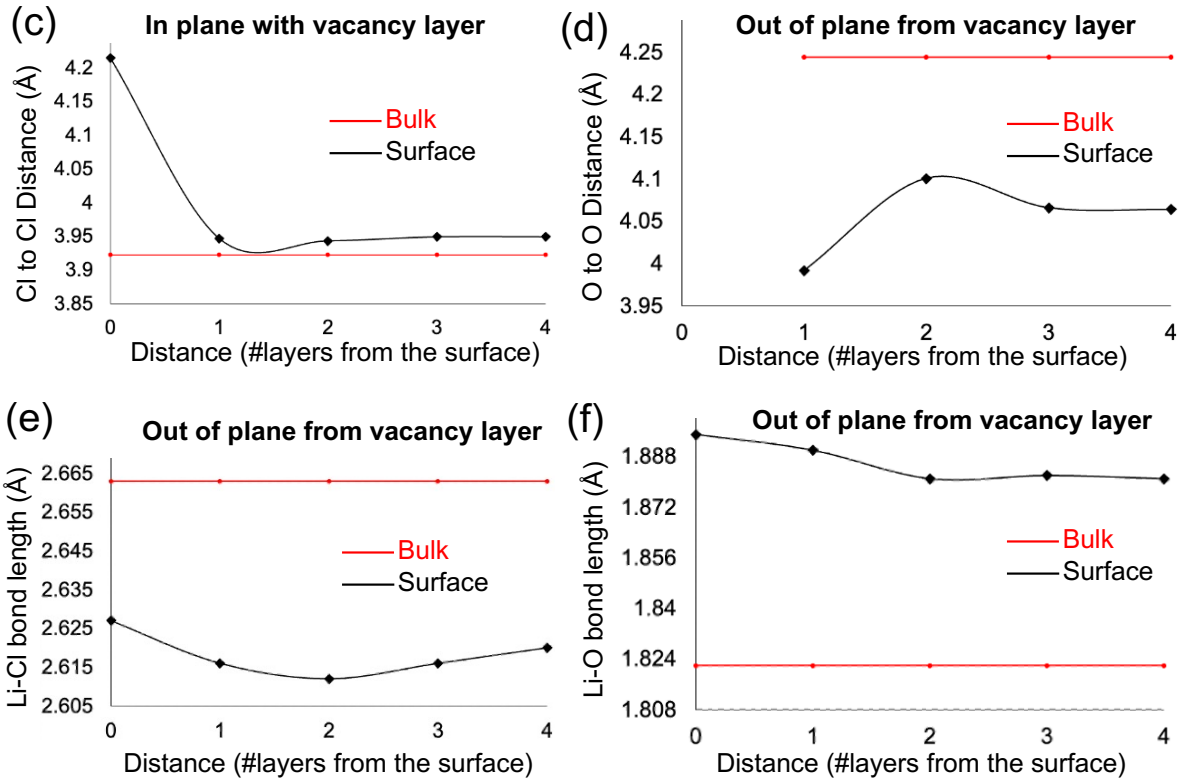 (c)
In plane with vacancy layer
Cl to Cl Distance (Å)
4.2
4.15
4.1
4.05
4
3.95
3.9
3.85
Bulk
Surface
0 1 2 3 4
Distance (#layers from the surface)
(d)
Out of plane from vacancy layer
O to O Distance (Å)
4.25
4.2
4.15
4.1
4.05
4
3.95
Bulk
Surface
0 1 2 3 4
Distance (#layers from the surface)
(e)
Out of plane from vacancy layer
Li-Cl bond length (Å)
2.665
2.655
2.645
2.635
2.625
2.615
2.605
Bulk
Surface
0 1 2 3 4
Distance (#layers from the surface)
(f)
Out of plane from vacancy layer
Li-O bond length (Å)
1.888
1.872
1.856
1.84
1.824
1.808
Bulk
Surface
0 1 2 3 4
Distance (#layers from the surface)